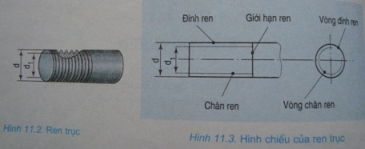 Đỉnh ren
Giới hạn ren
Vòng đỉnh ren
d
d₁
d
d₁
Chân ren
Vòng chân ren
Hình 11.2. Ren trục
Hình 11.3. Hình chiếu của ren trục